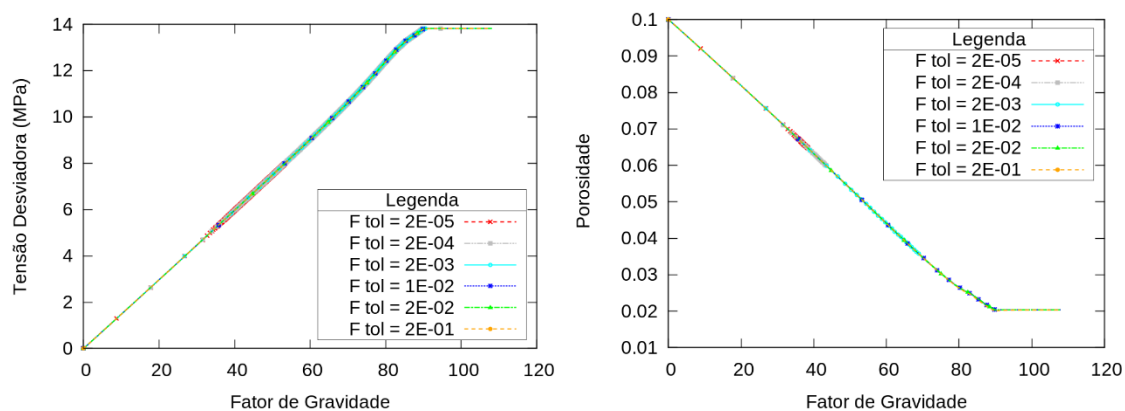 14
12
10
8
6
4
2
0
Tensão Desviadora (MPa)
Legenda
F tol = 2E-05
F tol = 2E-04
F tol = 2E-03
F tol = 1E-02
F tol = 2E-02
F tol = 2E-01
0 20 40 60 80 100 120
Fator de Gravidade
0.1
0.09
0.08
0.07
0.06
0.05
0.04
0.03
0.02
0.01
Porosidade
Legenda
F tol = 2E-05
F tol = 2E-04
F tol = 2E-03
F tol = 1E-02
F tol = 2E-02
F tol = 2E-01
0 20 40 60 80 100 120
Fator de Gravidade